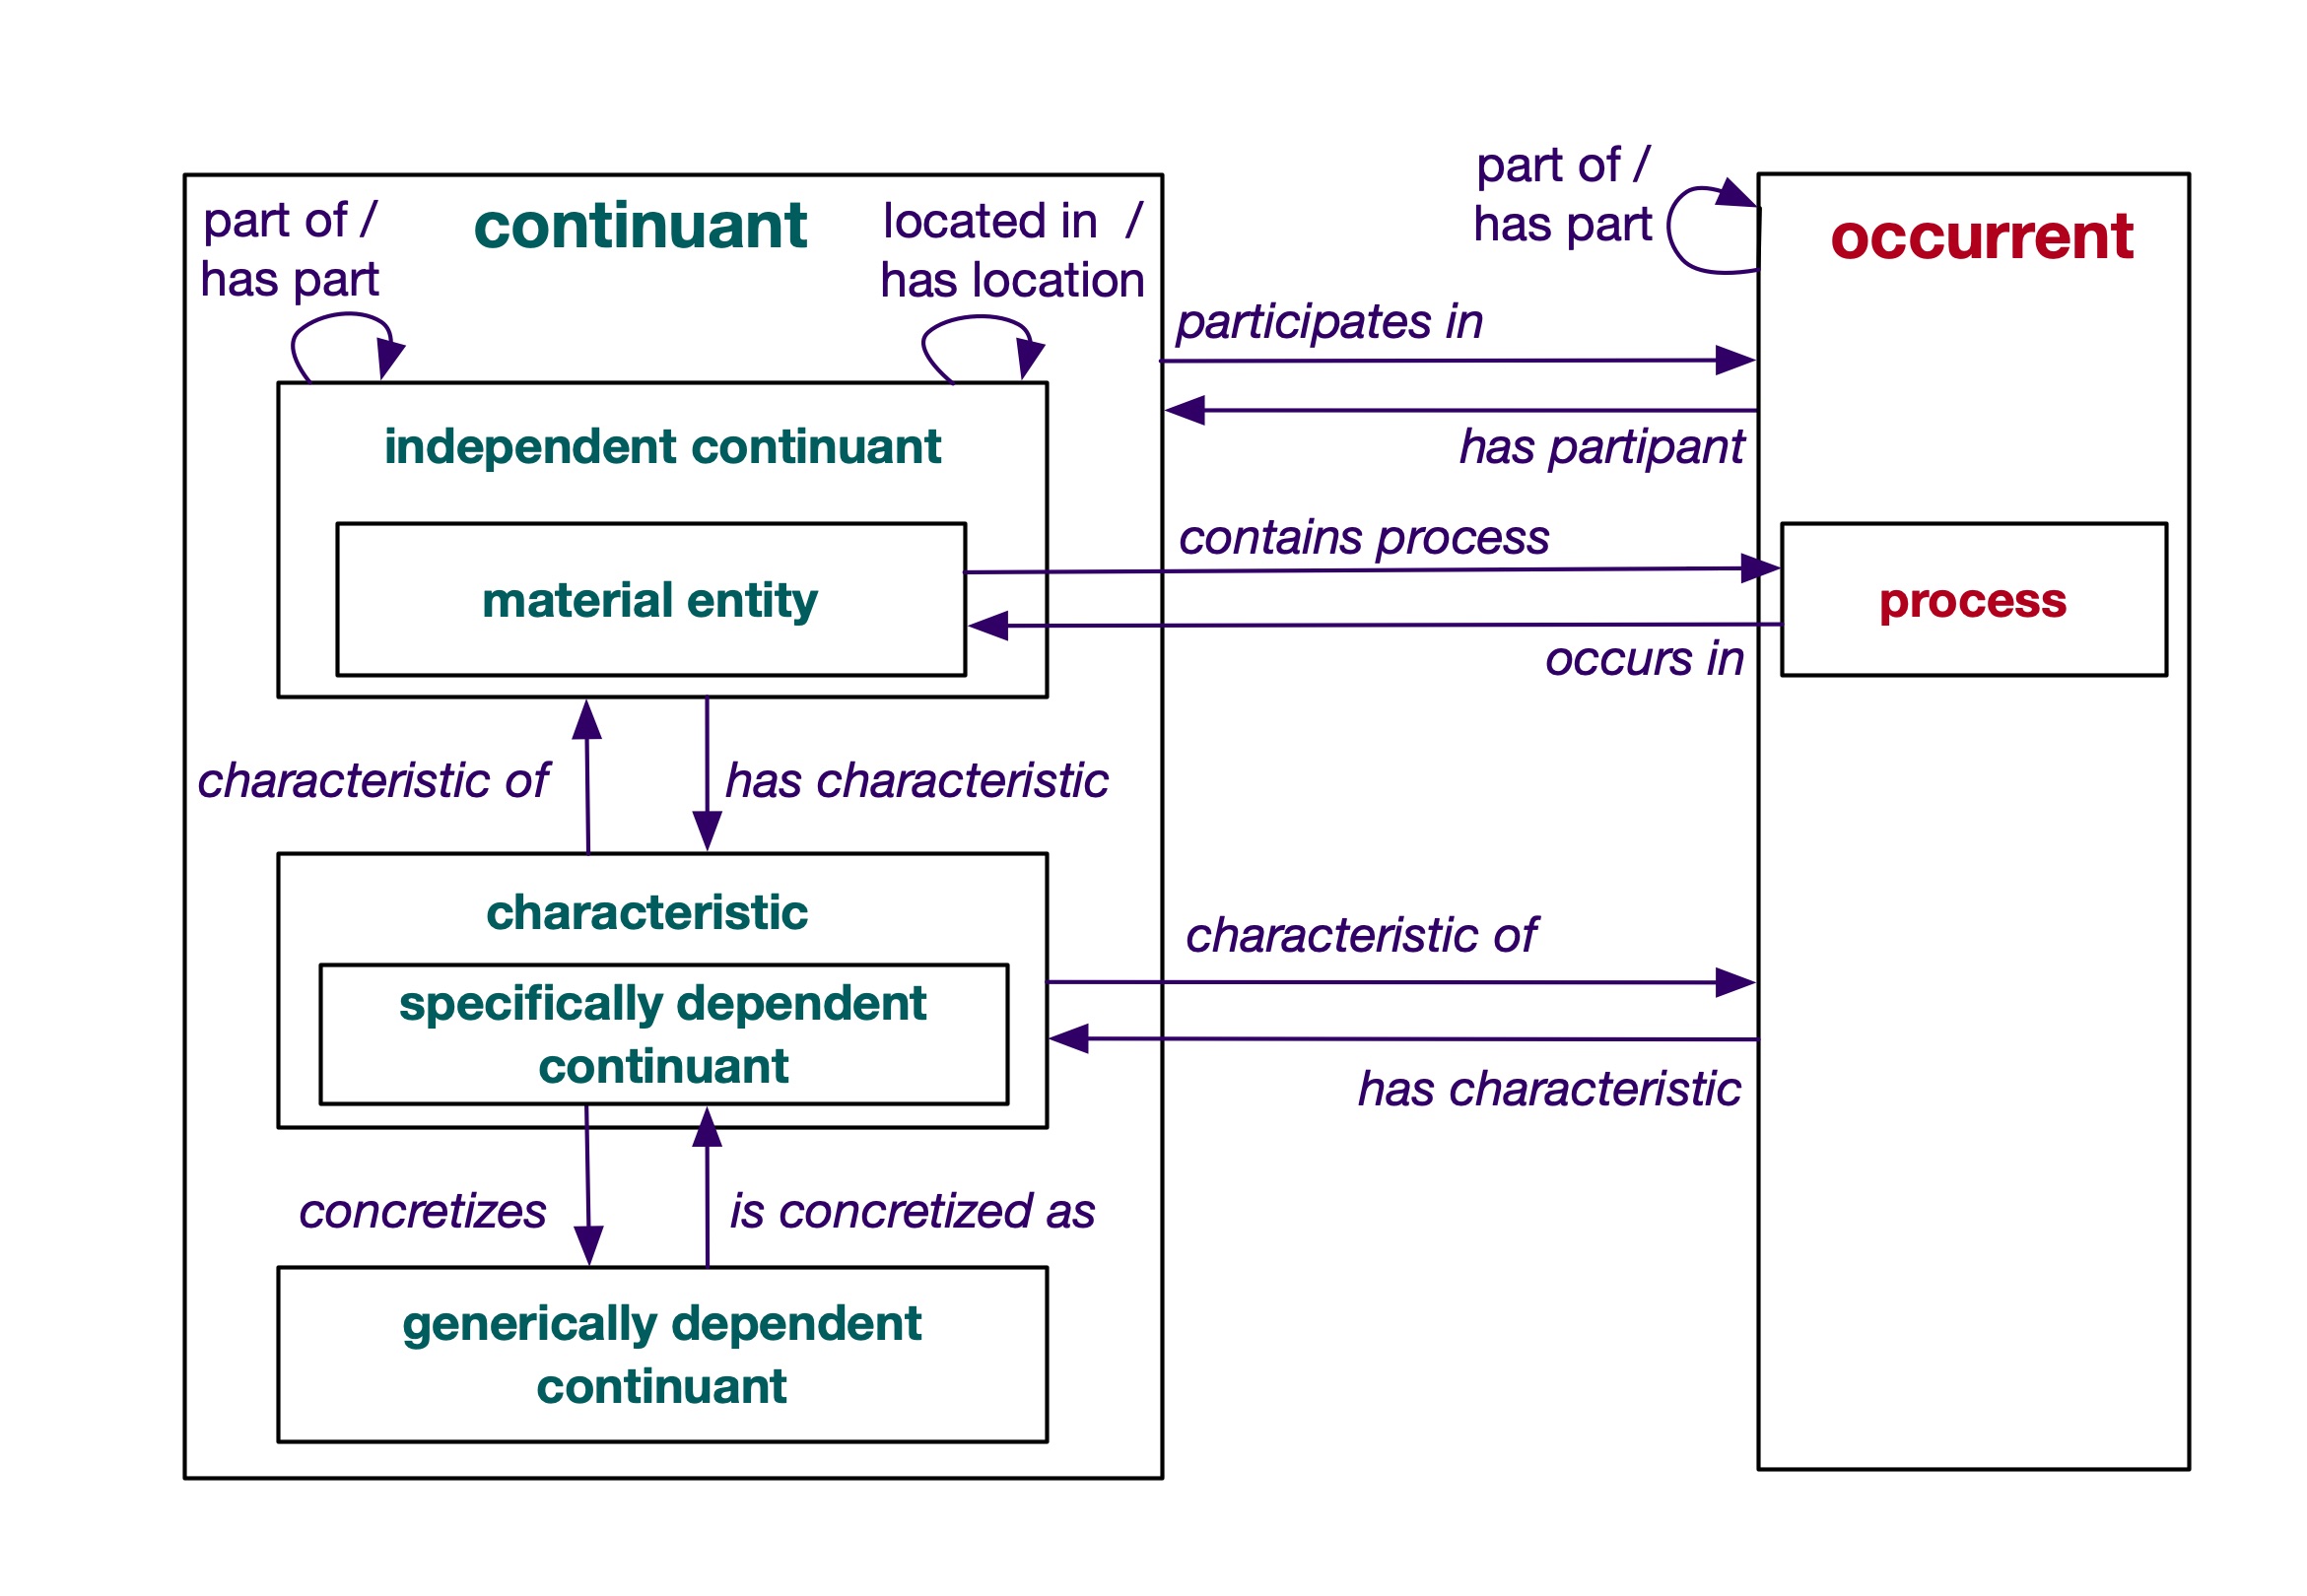 part of /
has part
continuant
located in /
has location
part of /
has part
occurrent
participates in
has partipant
independent continuant
material entity
contains process
occurs in
process
characteristic of
has characteristic
characteristic
specifically dependent
continuant
characteristic of
has characteristic
concretizes
is concretized as
generically dependent
continuant